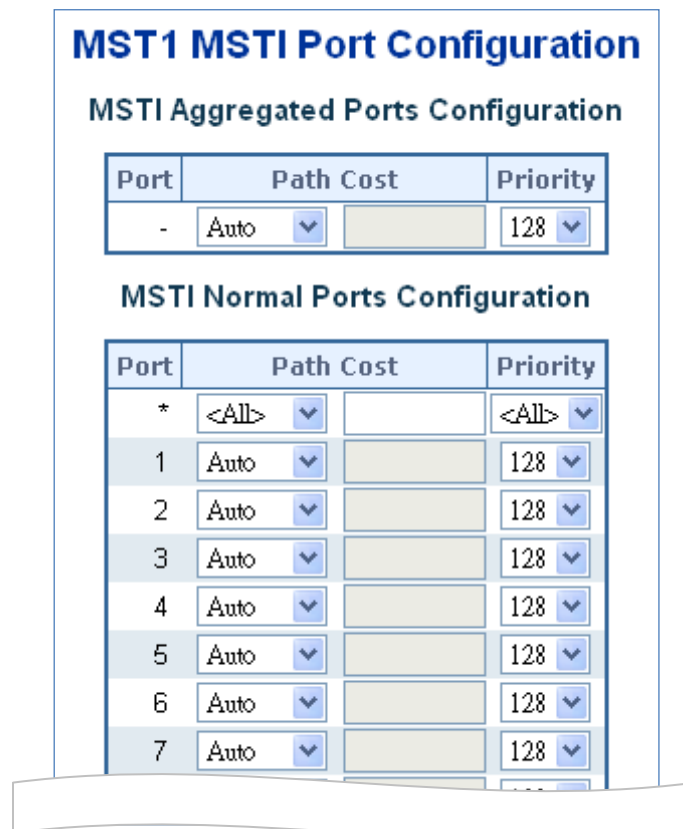 MST1 MSTI Port Configuration
MSTI Aggregated Ports Configuration
Port Path Cost Priority
- Auto 128
MSTI Normal Ports Configuration
Port Path Cost Priority
* <All> <All>
1 Auto 128
2 Auto 128
3 Auto 128
4 Auto 128
5 Auto 128
6 Auto 128
7 Auto 128